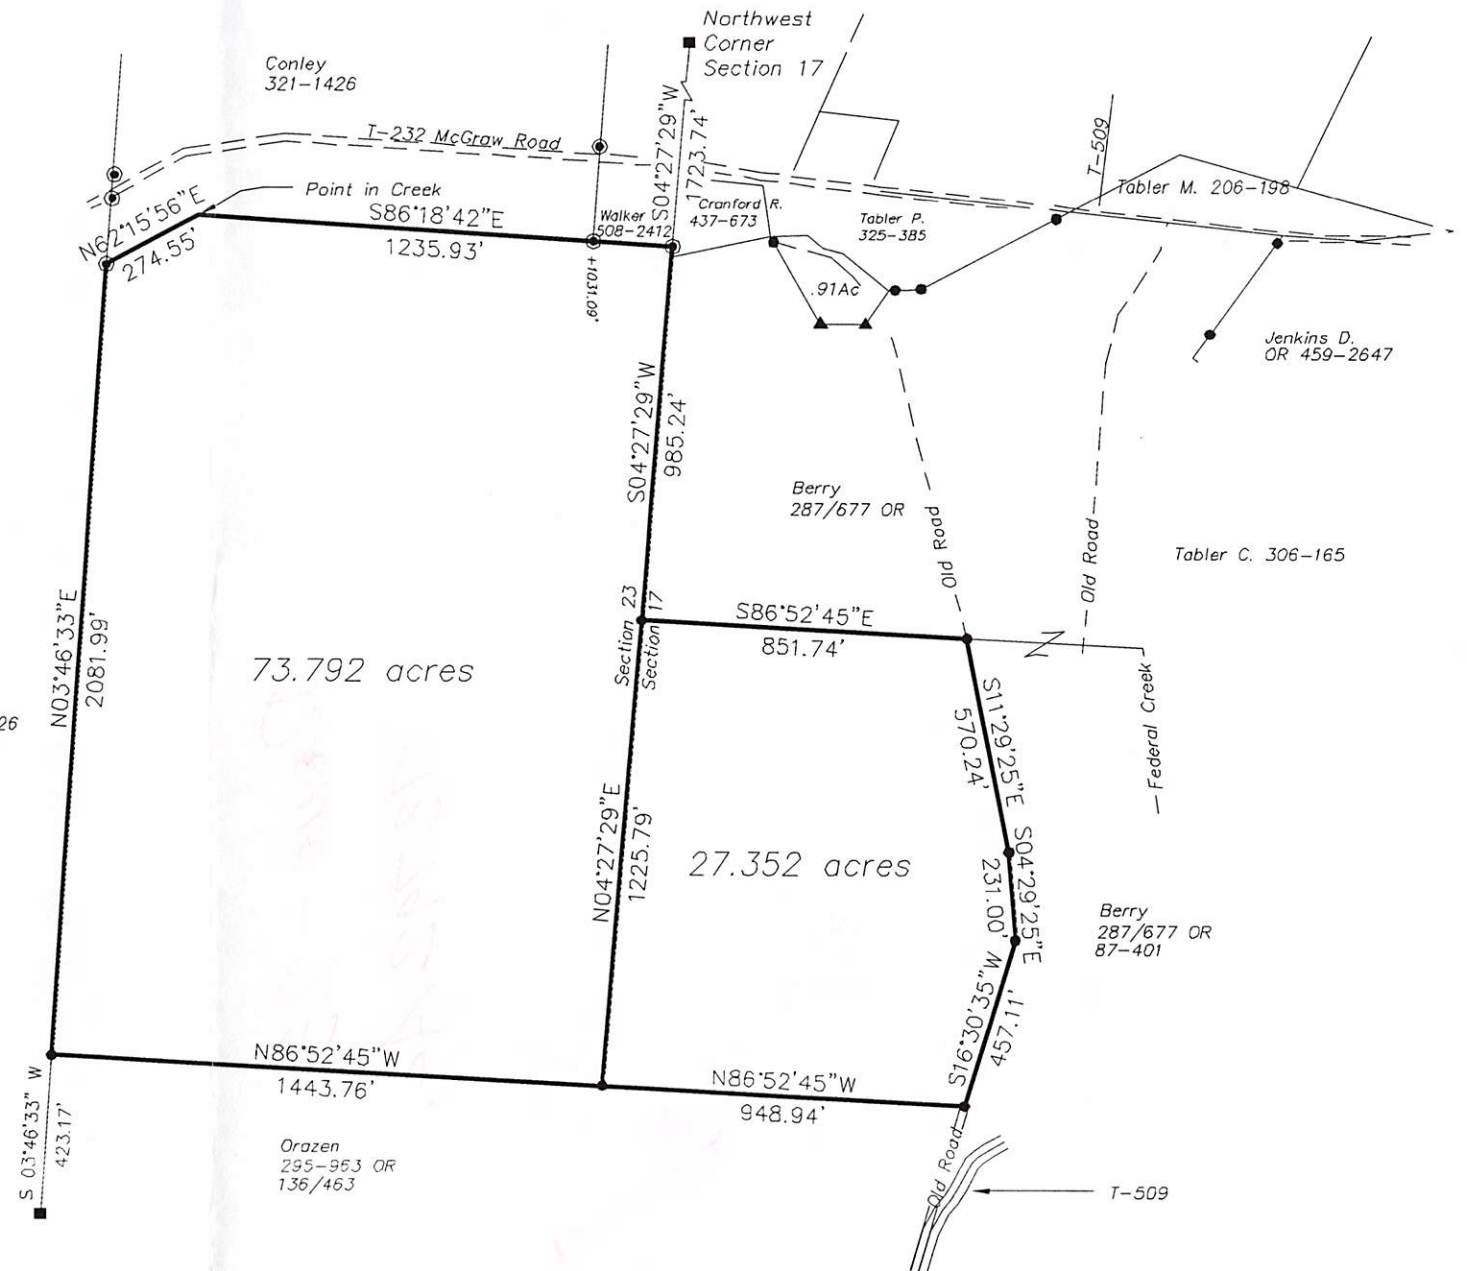 Northwest
Corner
Section 17
Conley
321-1426
T-232 McGraw Road
S04°27'29"W
1723.74'
T-509
Point in Creek
N62°15'56"E
274.55'
S86°18'42"E
1235.93'
Walker
508-2412
+1031.09'
Cranford R.
437-673
Tabler P.
325-385
Tabler M. 206-198
.91Ac
Jenkins D.
OR 459-2647
S04°27'29"W
985.24'
Berry
287/677 OR
Old Road
Old Road
Tabler C. 306-165
N03°46'33"E
2081.99'
Section 23
Section 17
S86°52'45"E
851.74'
73.792 acres
26
S11°29'25"E
570.24'
Federal Creek
N04°27'29"E
1225.79'
27.352 acres
S04°29'25"E
231.00'
Berry
287/677 OR
87-401
S16°30'35"W
457.11'
N86°52'45"W
1443.76'
N86°52'45"W
948.94'
S 03°46'33" W
423.17'
Orazen
295-953 OR
136/463
Old Road
T-509